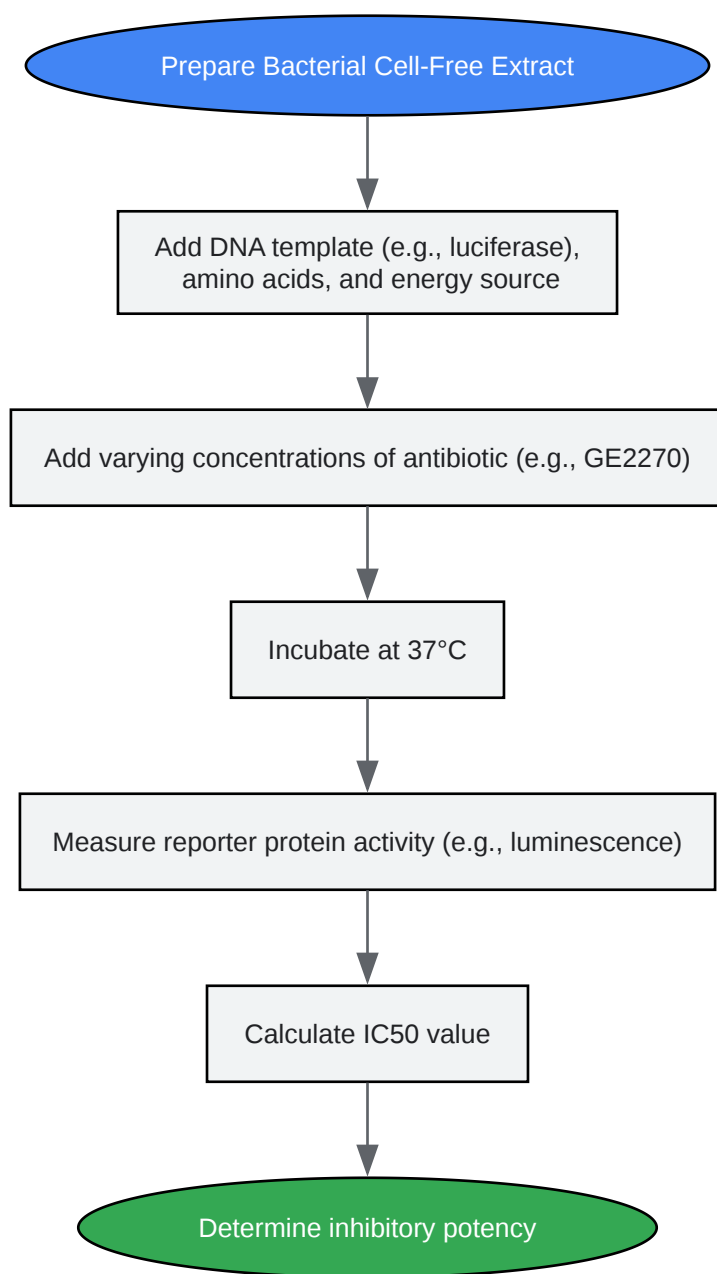 Prepare Bacterial Cell-Free Extract
Add DNA template (e.g., luciferase),
amino acids, and energy source
Add varying concentrations of antibiotic (e.g., GE2270)
Incubate at 37°C
Measure reporter protein activity (e.g., luminescence)
Calculate IC50 value
Determine inhibitory potency